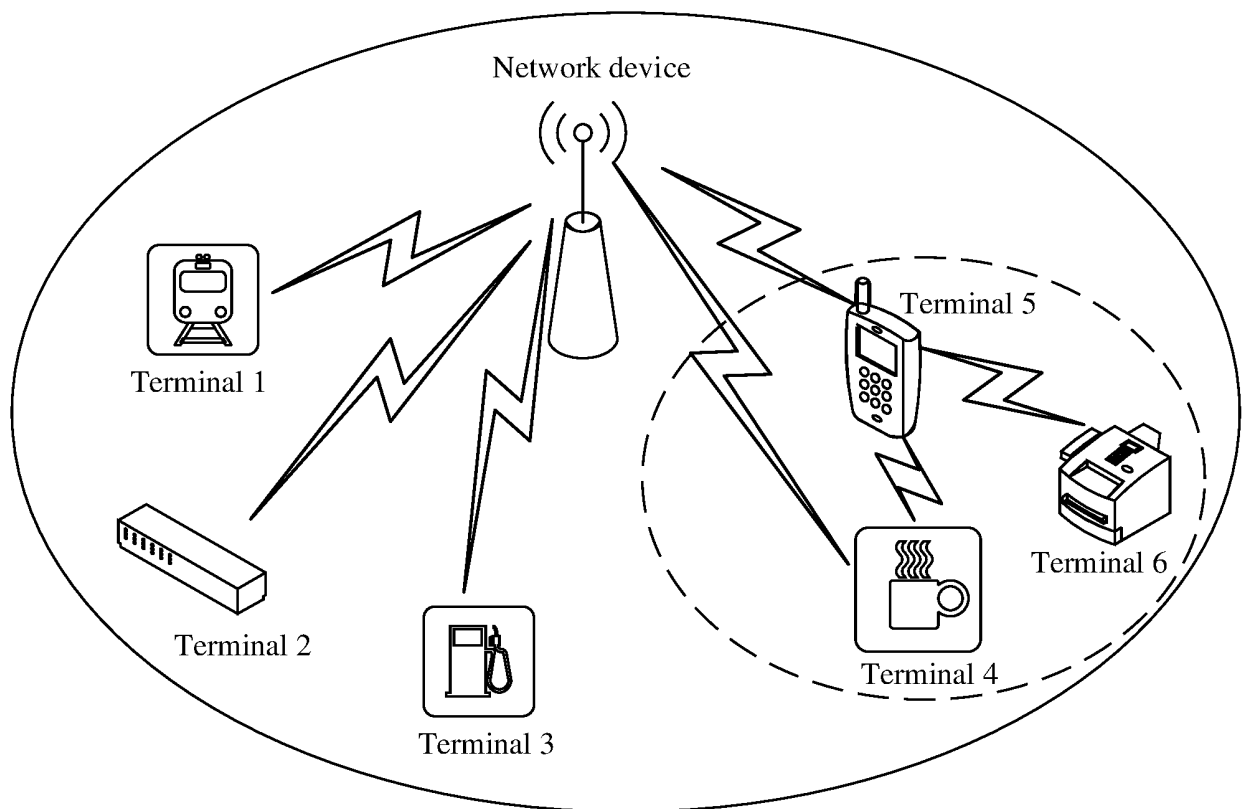 Network device
Terminal 5
Terminal 1
Terminal 6
Terminal 2
Terminal 4
Terminal 3